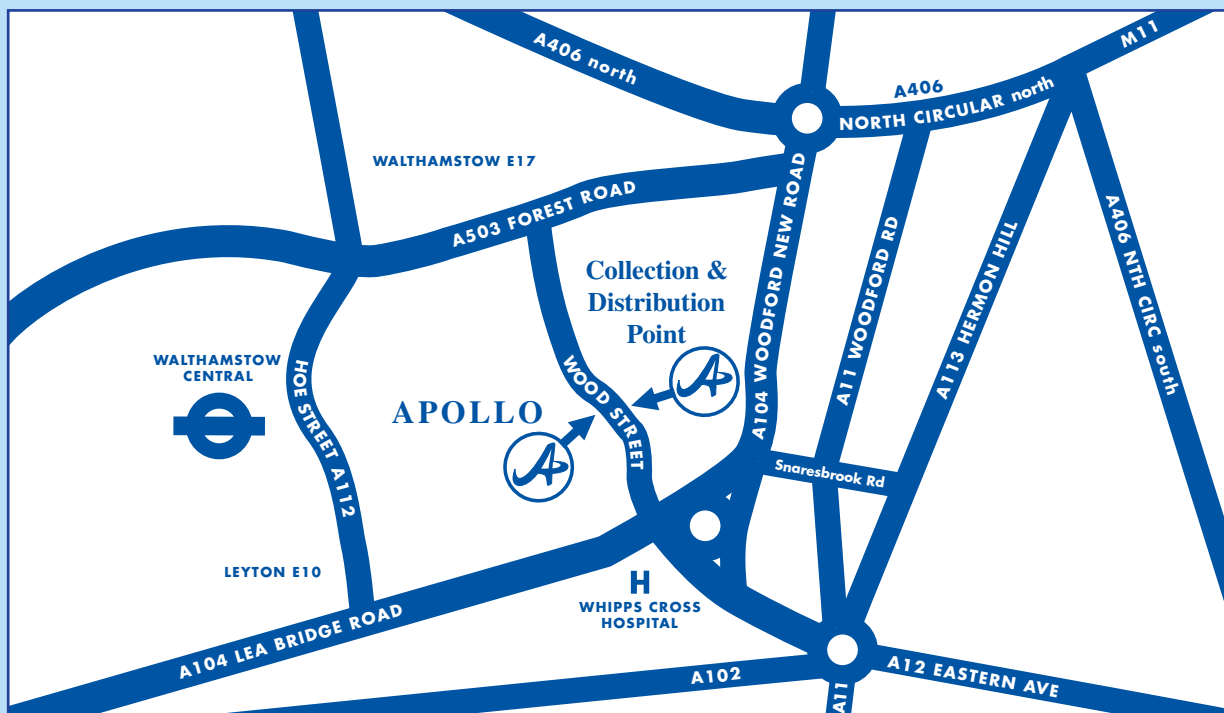 A406 north
M11
A406
NORTH CIRCULAR north
WALTHAMSTOW E17
A503 FOREST ROAD
A104 WOODFORD NEW ROAD
A11 WOODFORD RD
A113 HERMON HILL
A406 NTH CIRC south
Collection &
Distribution
Point
WALTHAMSTOW
CENTRAL
HOE STREET A112
APOLLO
WOOD STREET
A
A
Snaresbrook Rd
LEYTON E10
H
WHIPPS CROSS
HOSPITAL
A104 LEA BRIDGE ROAD
A102
A12 EASTERN AVE
A11